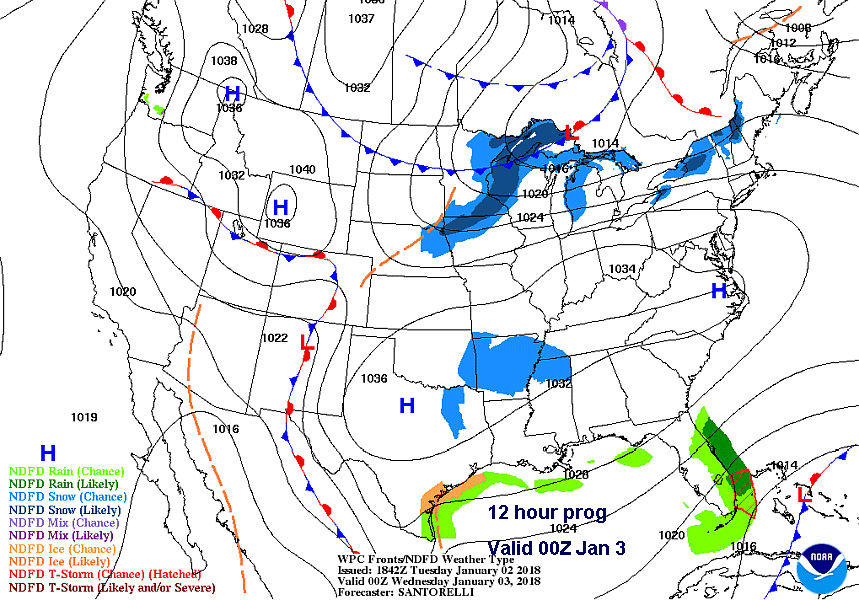 1036
1028
1037
1014
1008
1012
1016
1038
H
1032
1036
L
1014
1040
1032
1016
1020
H
1036
1024
1034
1020
H
1022
L
1036
1032
H
1019
1016
H
NDFD Rain (Chance)
NDFD Rain (Likely)
NDFD Snow (Chance)
NDFD Snow (Likely)
NDFD Mix (Chance)
NDFD Mix (Likely)
NDFD Ice (Chance)
NDFD Ice (Likely)
NDFD T-Storm (Chance) (Hatched)
NDFD T-Storm (Likely and/or Severe)
1028
1014
L
12 hour prog
1024
1020
Valid 00Z Jan 3
1016
WPC Fronts/NDFD Weather Type
Issued: 1842Z Tuesday January 02 2018
Valid 00Z Wednesday January 03, 2018
Forecaster: SANTORELLI
NOAA